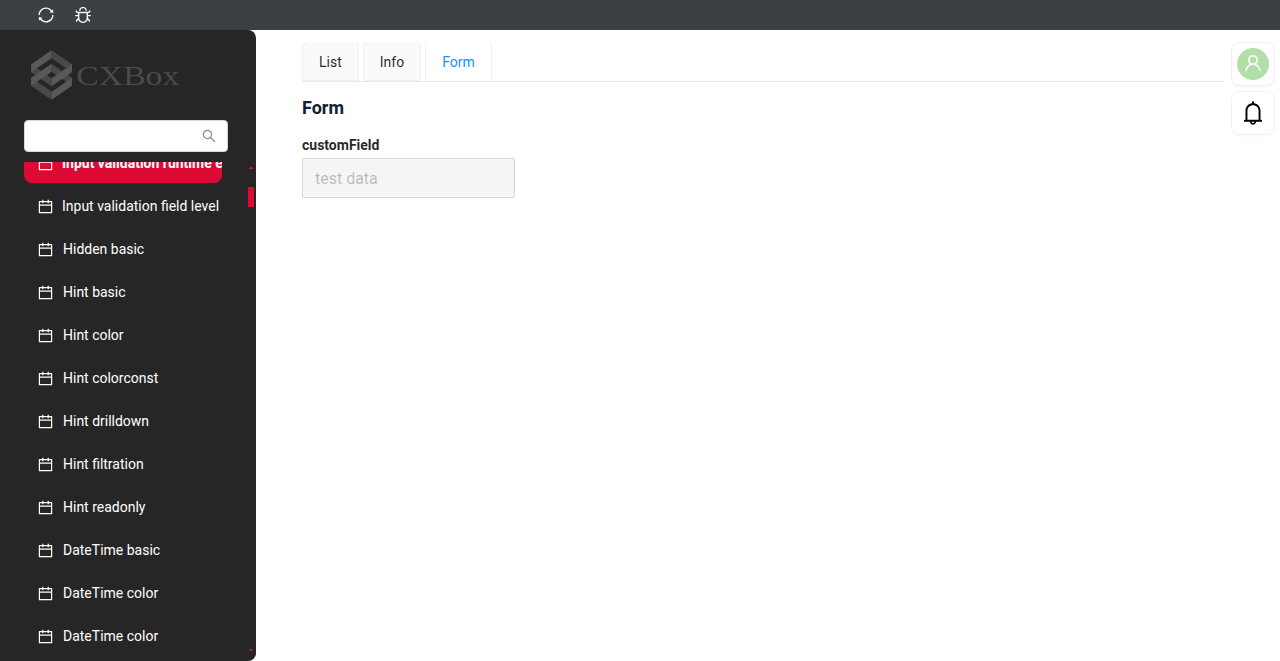 CXBox
Input validation runtime e
Input validation field level
Hidden basic
Hint basic
Hint color
Hint colorconst
Hint drilldown
Hint filtration
Hint readonly
DateTime basic
DateTime color
DateTime color
List
Info
Form
Form
customField
test data